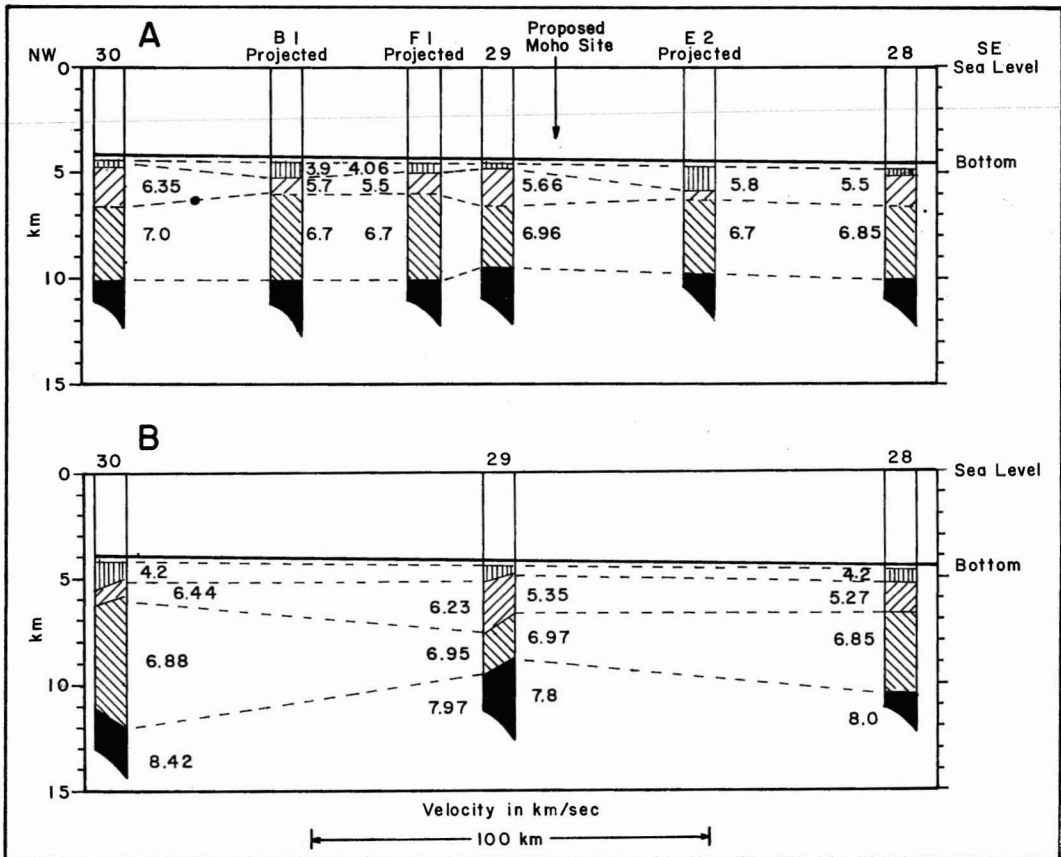 A
NW 30 B 1 Projected F 1 Projected 29 Proposed Moho Site E 2 Projected 28 SE
0 Sea Level
Bottom
5
3.9 4.06
6.35 5.7 5.5 5.66 5.8 5.5
7.0 6.7 6.7 6.96 6.7 6.85
km
10
15
B
30 29 28
0 Sea Level
Bottom
4.2 4.2
5
6.44 6.23 5.35 5.27
6.88 6.95 6.97 6.85
km
10
7.97 7.8 8.0
8.42
15
Velocity in km/sec
100 km